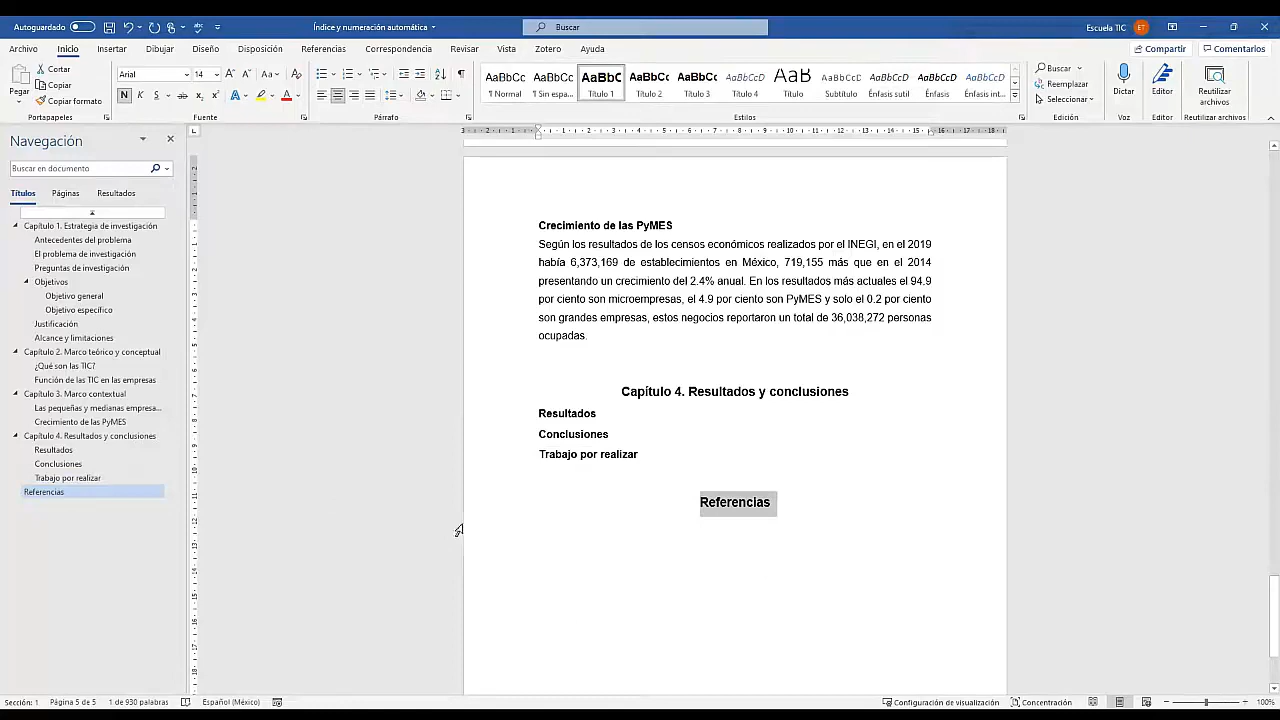 Autoguardado
Índice y numeración automática
Buscar
Escuela TIC
ET
Archivo
Inicio
Insertar
Dibujar
Diseño
Disposición
Referencias
Correspondencia
Revisar
Vista
Zotero
Ayuda
Compartir
Comentarios
Pegar
Cortar
Copiar
Copiar formato
Portapapeles
Arial
14
Fuente
Párrafo
AaBbCc
¶ Normal
AaBbCc
¶ Sin espa...
AaBbC
Título 1
AaBbCc
Título 2
AaBbCc
Título 3
AaBbCcD
Título 4
AaB
Título
AaBbCc
Subtítulo
AaBbCcD
Énfasis sutil
AaBbCcD
Énfasis
AaBbCcD
Énfasis int...
Estilos
Buscar
Reemplazar
Seleccionar
Edición
Dictar
Voz
Editor
Editor
Reutilizar
archivos
Reutilizar archivos
Navegación
Buscar en documento
Títulos
Páginas
Resultados
Capítulo 1. Estrategia de investigación
Antecedentes del problema
El problema de investigación
Preguntas de investigación
Objetivos
Objetivo general
Objetivo específico
Justificación
Alcance y limitaciones
Capítulo 2. Marco teórico y conceptual
¿Qué son las TIC?
Función de las TIC en las empresas
Capítulo 3. Marco contextual
Las pequeñas y medianas empresa...
Crecimiento de las PyMES
Capítulo 4. Resultados y conclusiones
Resultados
Conclusiones
Trabajo por realizar
Referencias
Crecimiento de las PyMES
Según los resultados de los censos económicos realizados por el INEGI, en el 2019
había 6,373,169 de establecimientos en México, 719,155 más que en el 2014
presentando un crecimiento del 2.4% anual. En los resultados más actuales el 94.9
por ciento son microempresas, el 4.9 por ciento son PyMES y solo el 0.2 por ciento
son grandes empresas, estos negocios reportaron un total de 36,038,272 personas
ocupadas.
Capítulo 4. Resultados y conclusiones
Resultados
Conclusiones
Trabajo por realizar
Referencias
Sección: 1
Página 5 de 5
1 de 930 palabras
Español (México)
Configuración de visualización
Concentración
100%